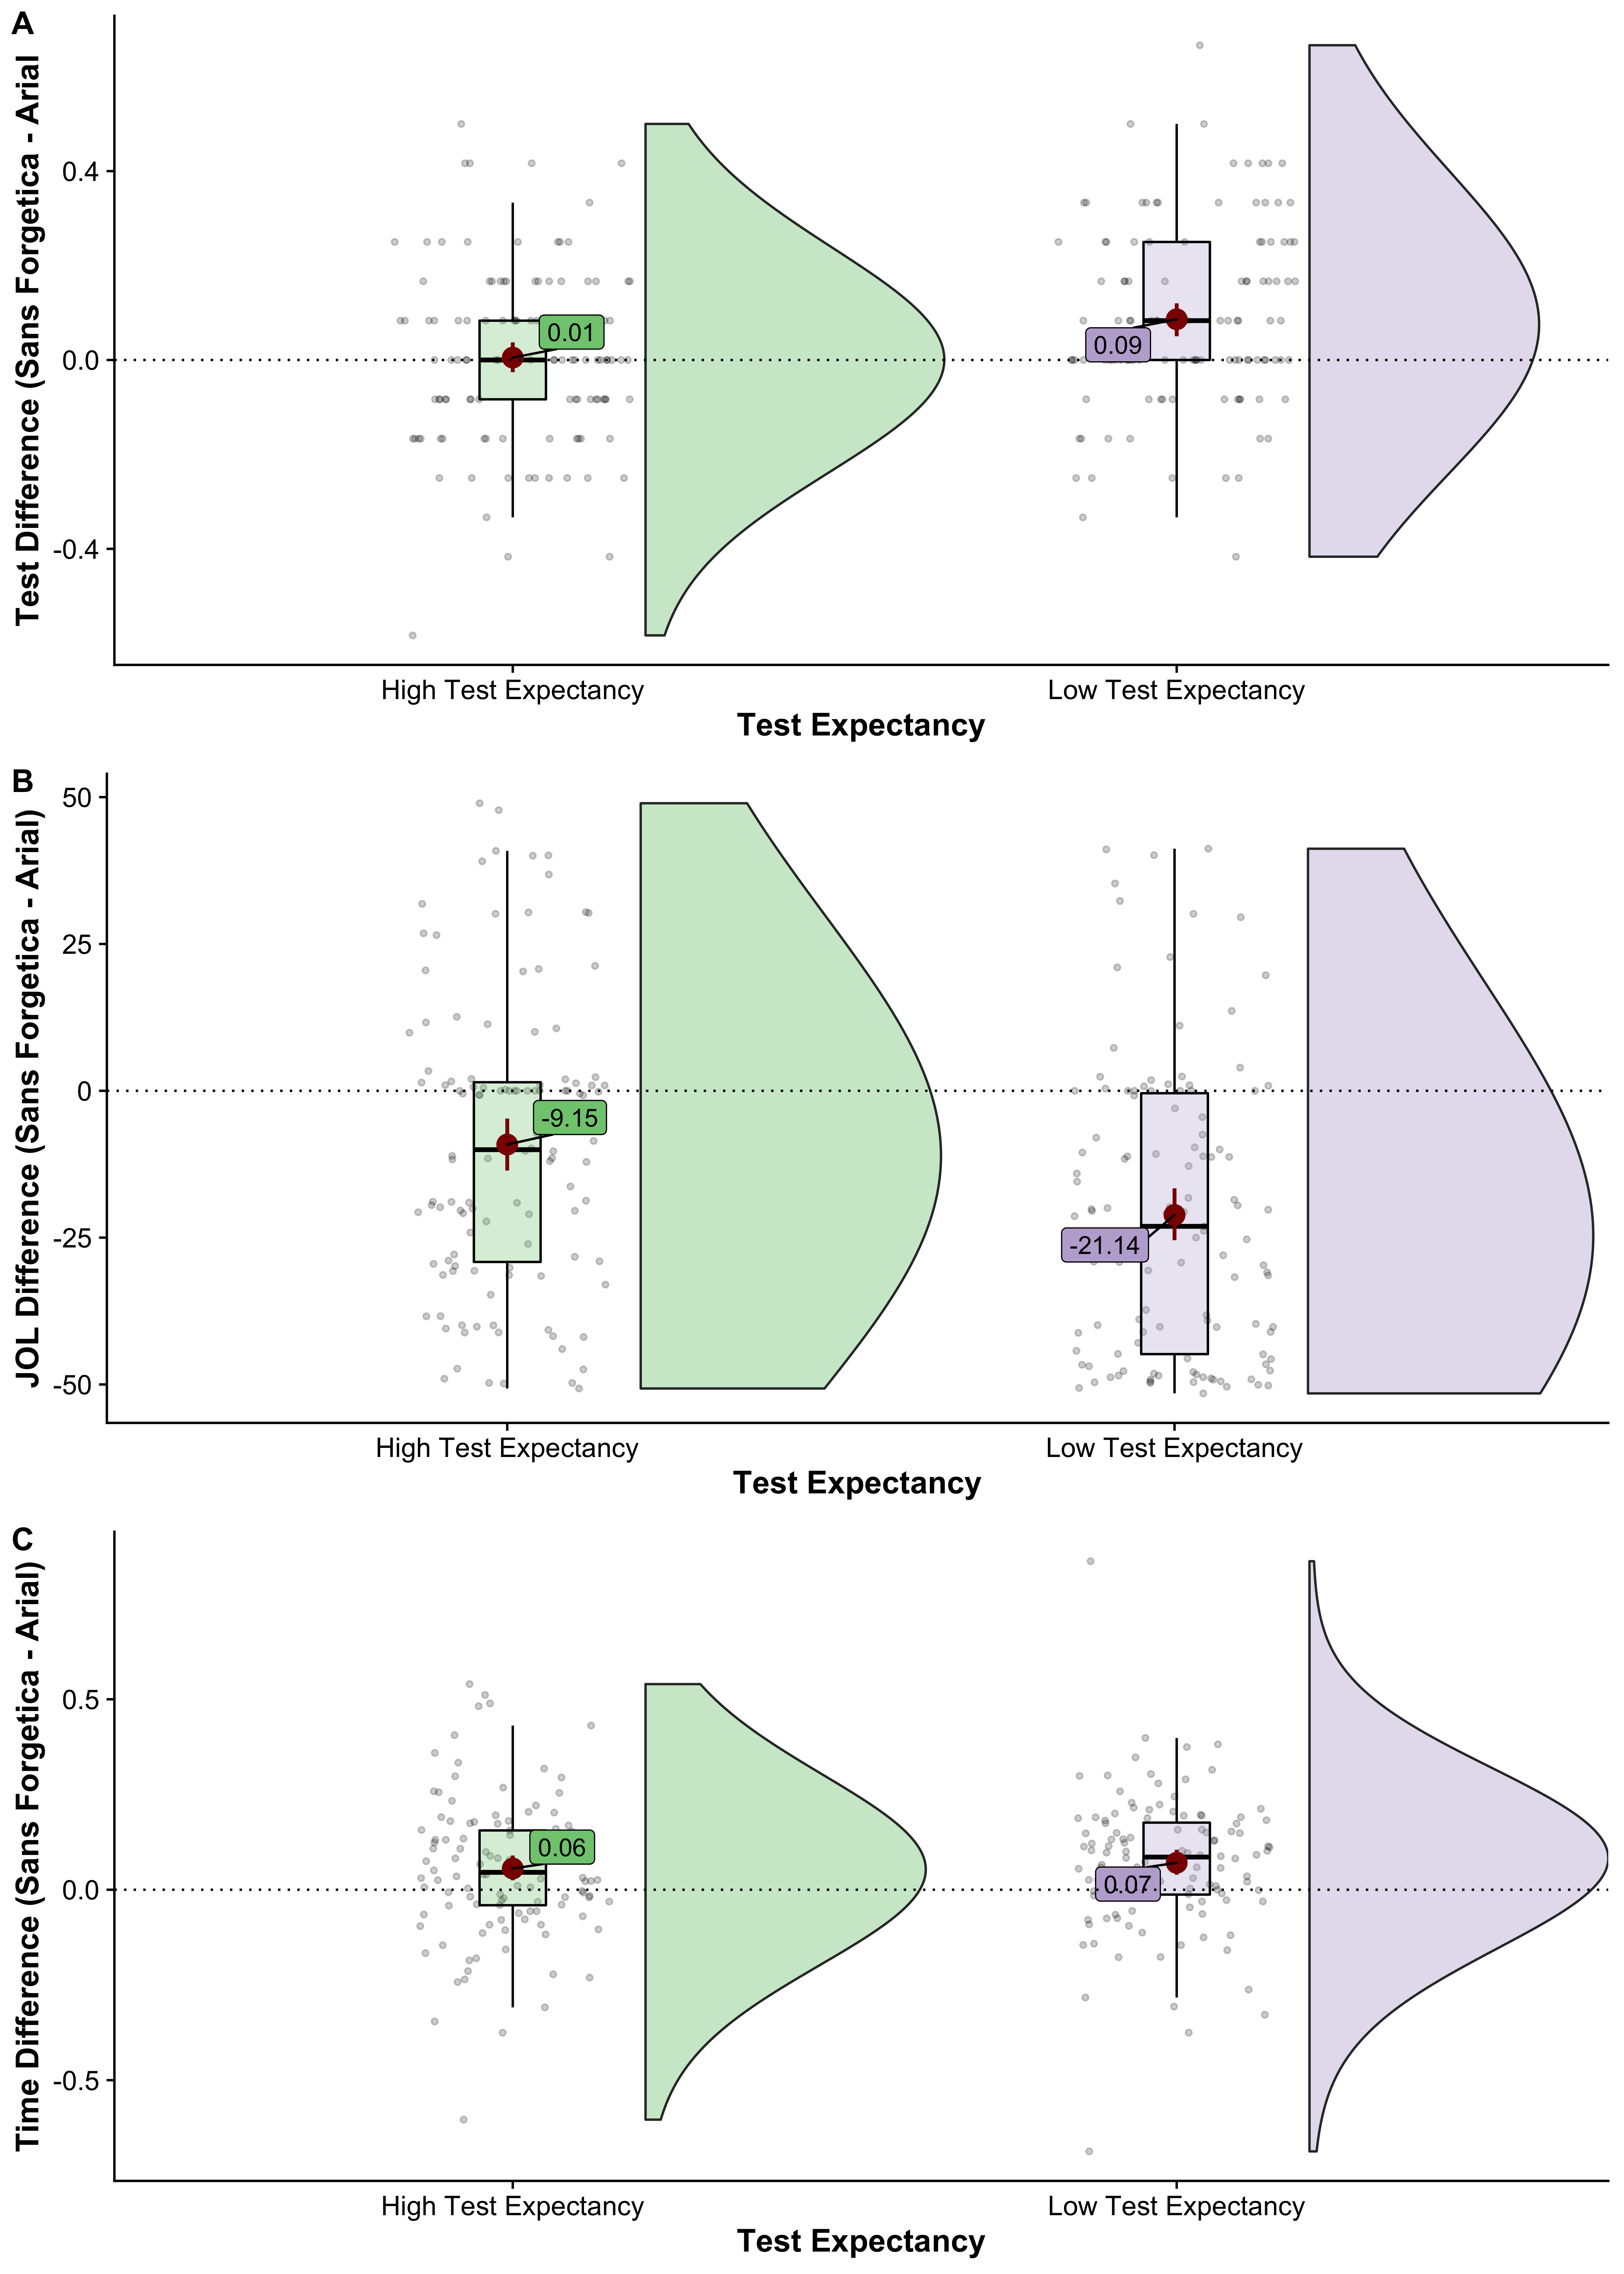 A
Test Difference (Sans Forgetica - Arial
0.4
0.0
-0.4
0.01
0.09
High Test Expectancy
Low Test Expectancy
Test Expectancy
B
JOL Difference (Sans Forgetica - Arial)
50
25
0
-25
-50
-9.15
-21.14
High Test Expectancy
Low Test Expectancy
Test Expectancy
C
Time Difference (Sans Forgetica - Arial)
0.5
0.0
-0.5
0.06
0.07
High Test Expectancy
Low Test Expectancy
Test Expectancy